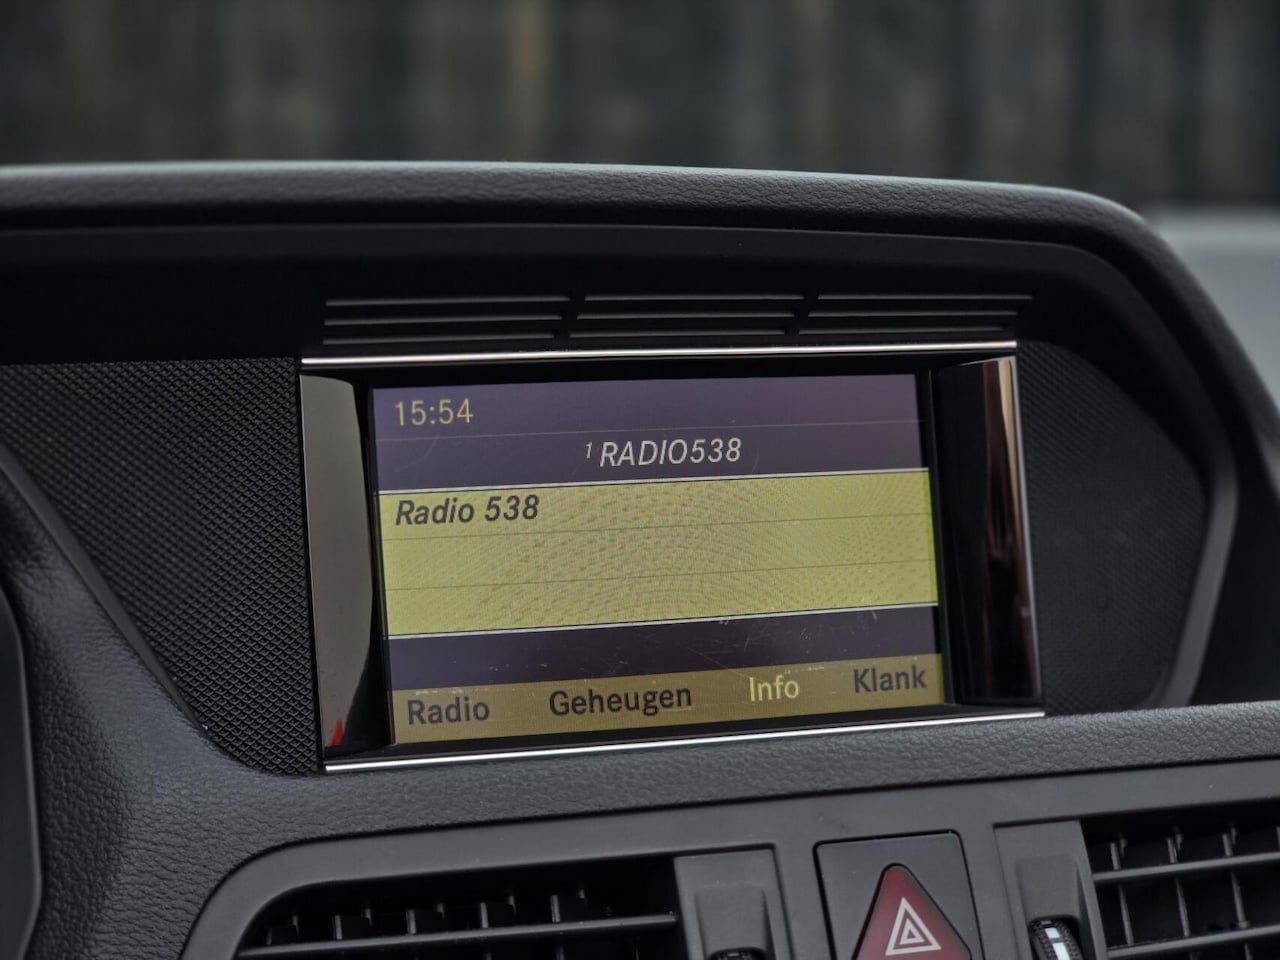 15:54
1 RADIO538
Radio 538
Radio Geheugen Info Klank